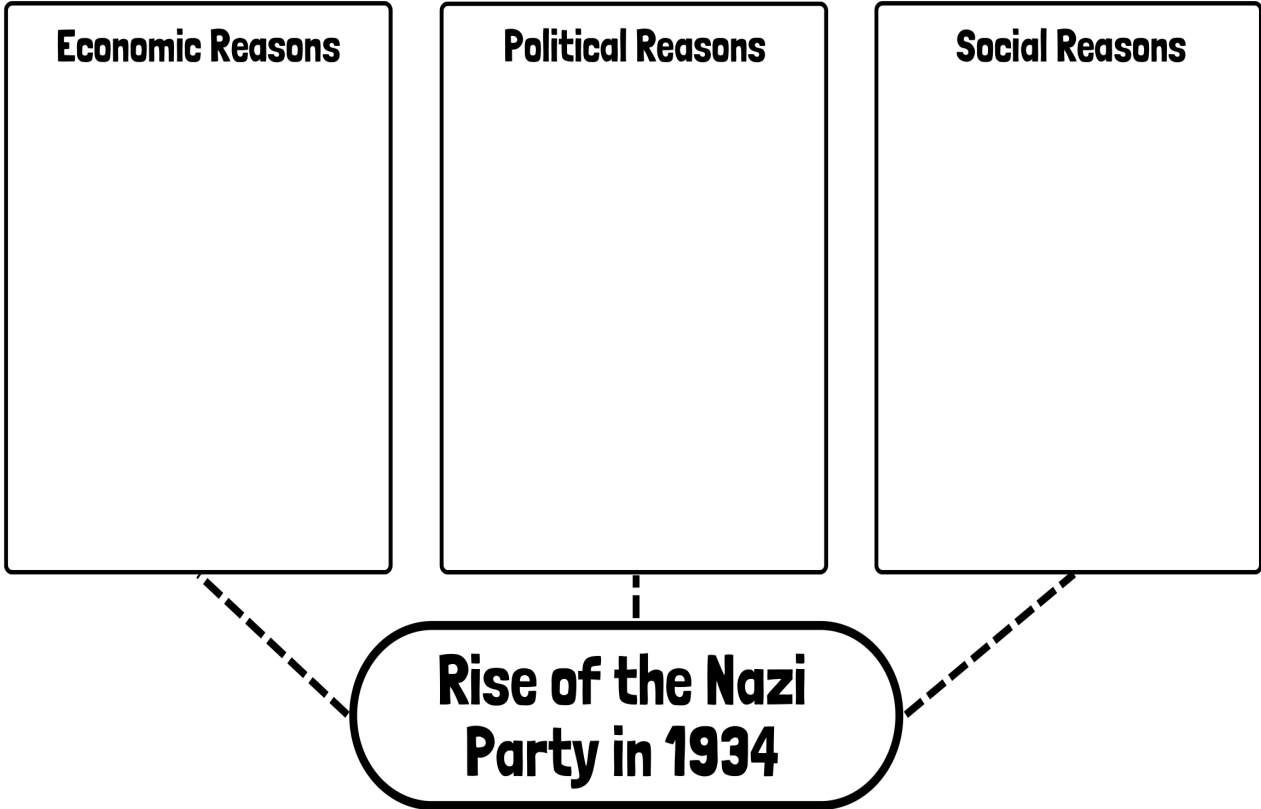 Economic Reasons
Political Reasons
Social Reasons
Rise of the Nazi
Party in 1934